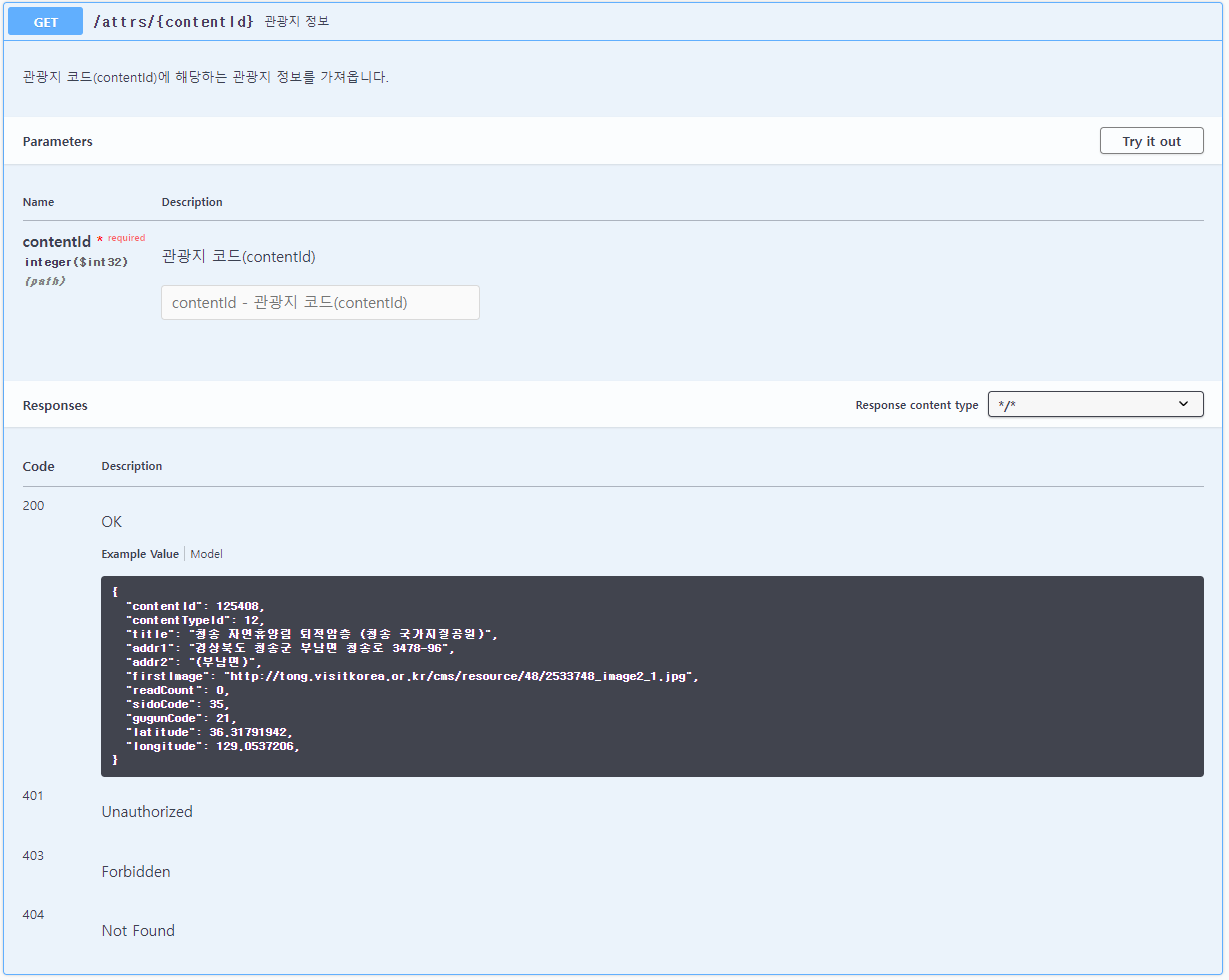 GET /attrs/{contentId} 관광지 정보
관광지 코드(contentId)에 해당하는 관광지 정보를 가져옵니다.
Parameters
Try it out
Name Description
contentId * required
integer($int32)
(path)
관광지 코드(contentId)
contentId - 관광지 코드(contentId)
Responses
Response content type */*
Code Description
200
OK
Example Value Model
{
"contentId": 125408,
"contentTypeId": 12,
"title": "청송 자연휴양림 퇴적암층 (청송 국가지질공원)",
"addr1": "경상북도 청송군 부남면 청송로 3478-96",
"addr2": "(부남면)",
"firstImage": "http://tong.visitkorea.or.kr/cms/resource/48/2533748_image2_1.jpg",
"readCount": 0,
"sidoCode": 35,
"gugunCode": 21,
"latitude": 36.31791942,
"longitude": 129.0537206,
}
401
Unauthorized
403
Forbidden
404
Not Found